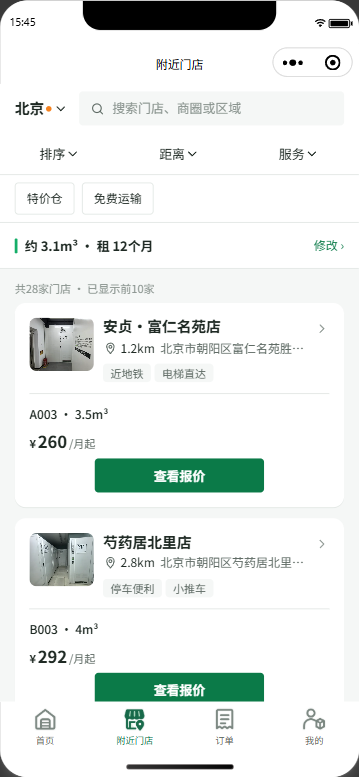 15:45
附近门店
北京
搜索门店、商圈或区域
排序 距离 服务
特价仓 免费运输
约 3.1m³ · 租 12个月 修改 ›
共28家门店 · 已显示前10家
安贞·富仁名苑店
1.2km 北京市朝阳区富仁名苑胜…
近地铁 电梯直达
A003 · 3.5m³
¥260/月起
查看报价
芍药居北里店
2.8km 北京市朝阳区芍药居北里…
停车便利 小推车
B003 · 4m³
¥292/月起
查看报价
首页 附近门店 订单 我的